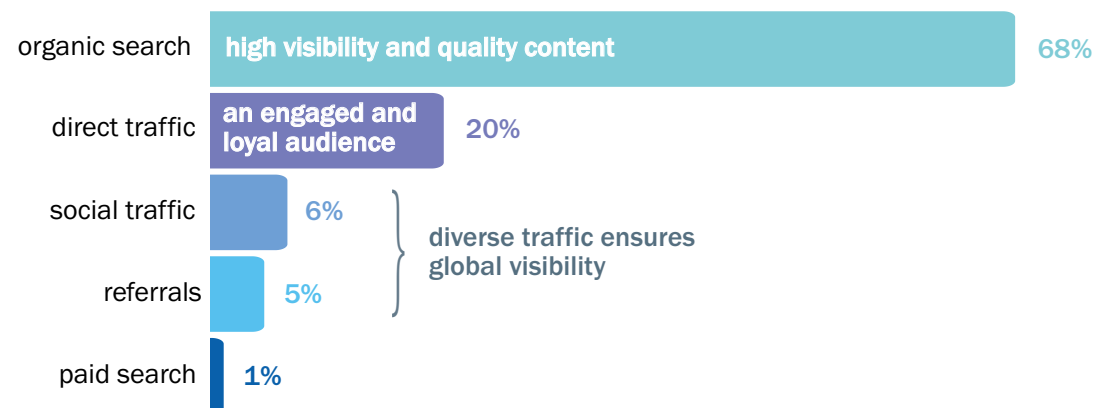 organic search high visibility and quality content 68%
direct traffic an engaged and
loyal audience 20%
social traffic 6%
diverse traffic ensures
global visibility
referrals 5%
paid search 1%